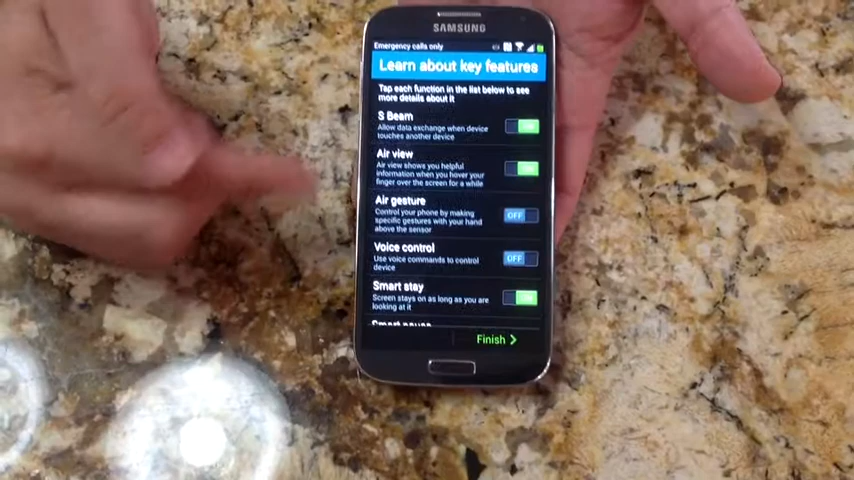 SAMSUNG
Emergency calls only
Learn about key features
Tap each function in the list below to see
more details about it
S Beam
Allow data exchange when device
touches another device
Air view
Air view shows you helpful
information when you hover your
finger over the screen for a while
Air gesture
Control your phone by making
specific gestures with your hand
above the sensor
OFF
Voice control
Use voice commands to control
device
OFF
Smart stay
Screen stays on as long as you are
looking at it
Smart pause
Finish